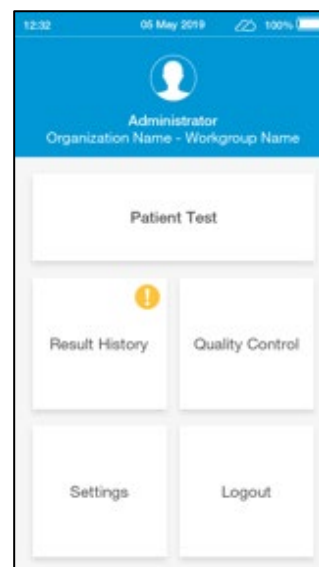 12:32 05 May 2019 100%
Administrator
Organization Name - Workgroup Name
Patient Test
!
Result History Quality Control
Settings Logout